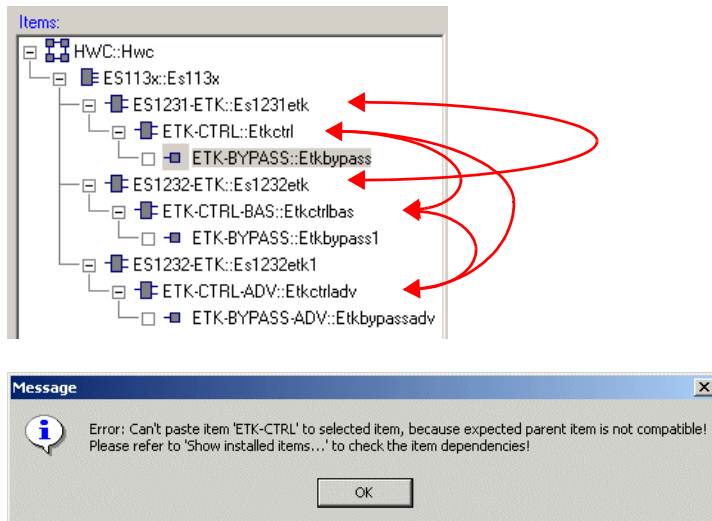 Items:
HWC::Hwc
ES113x::Es113x
ES1231-ETK::Es1231etk
ETK-CTRL::Etkctrl
ETK-BYPASS::Etkbypass
ES1232-ETK::Es1232etk
ETK-CTRL-BAS::Etkctrlbas
ETK-BYPASS::Etkbypass1
ES1232-ETK::Es1232etk1
ETK-CTRL-ADV::Etkctrladv
ETK-BYPASS-ADV::Etkbypassadv
Message
Error: Can't paste item 'ETK-CTRL' to selected item, because expected parent item is not compatible!
Please refer to 'Show installed items...' to check the item dependencies!
OK